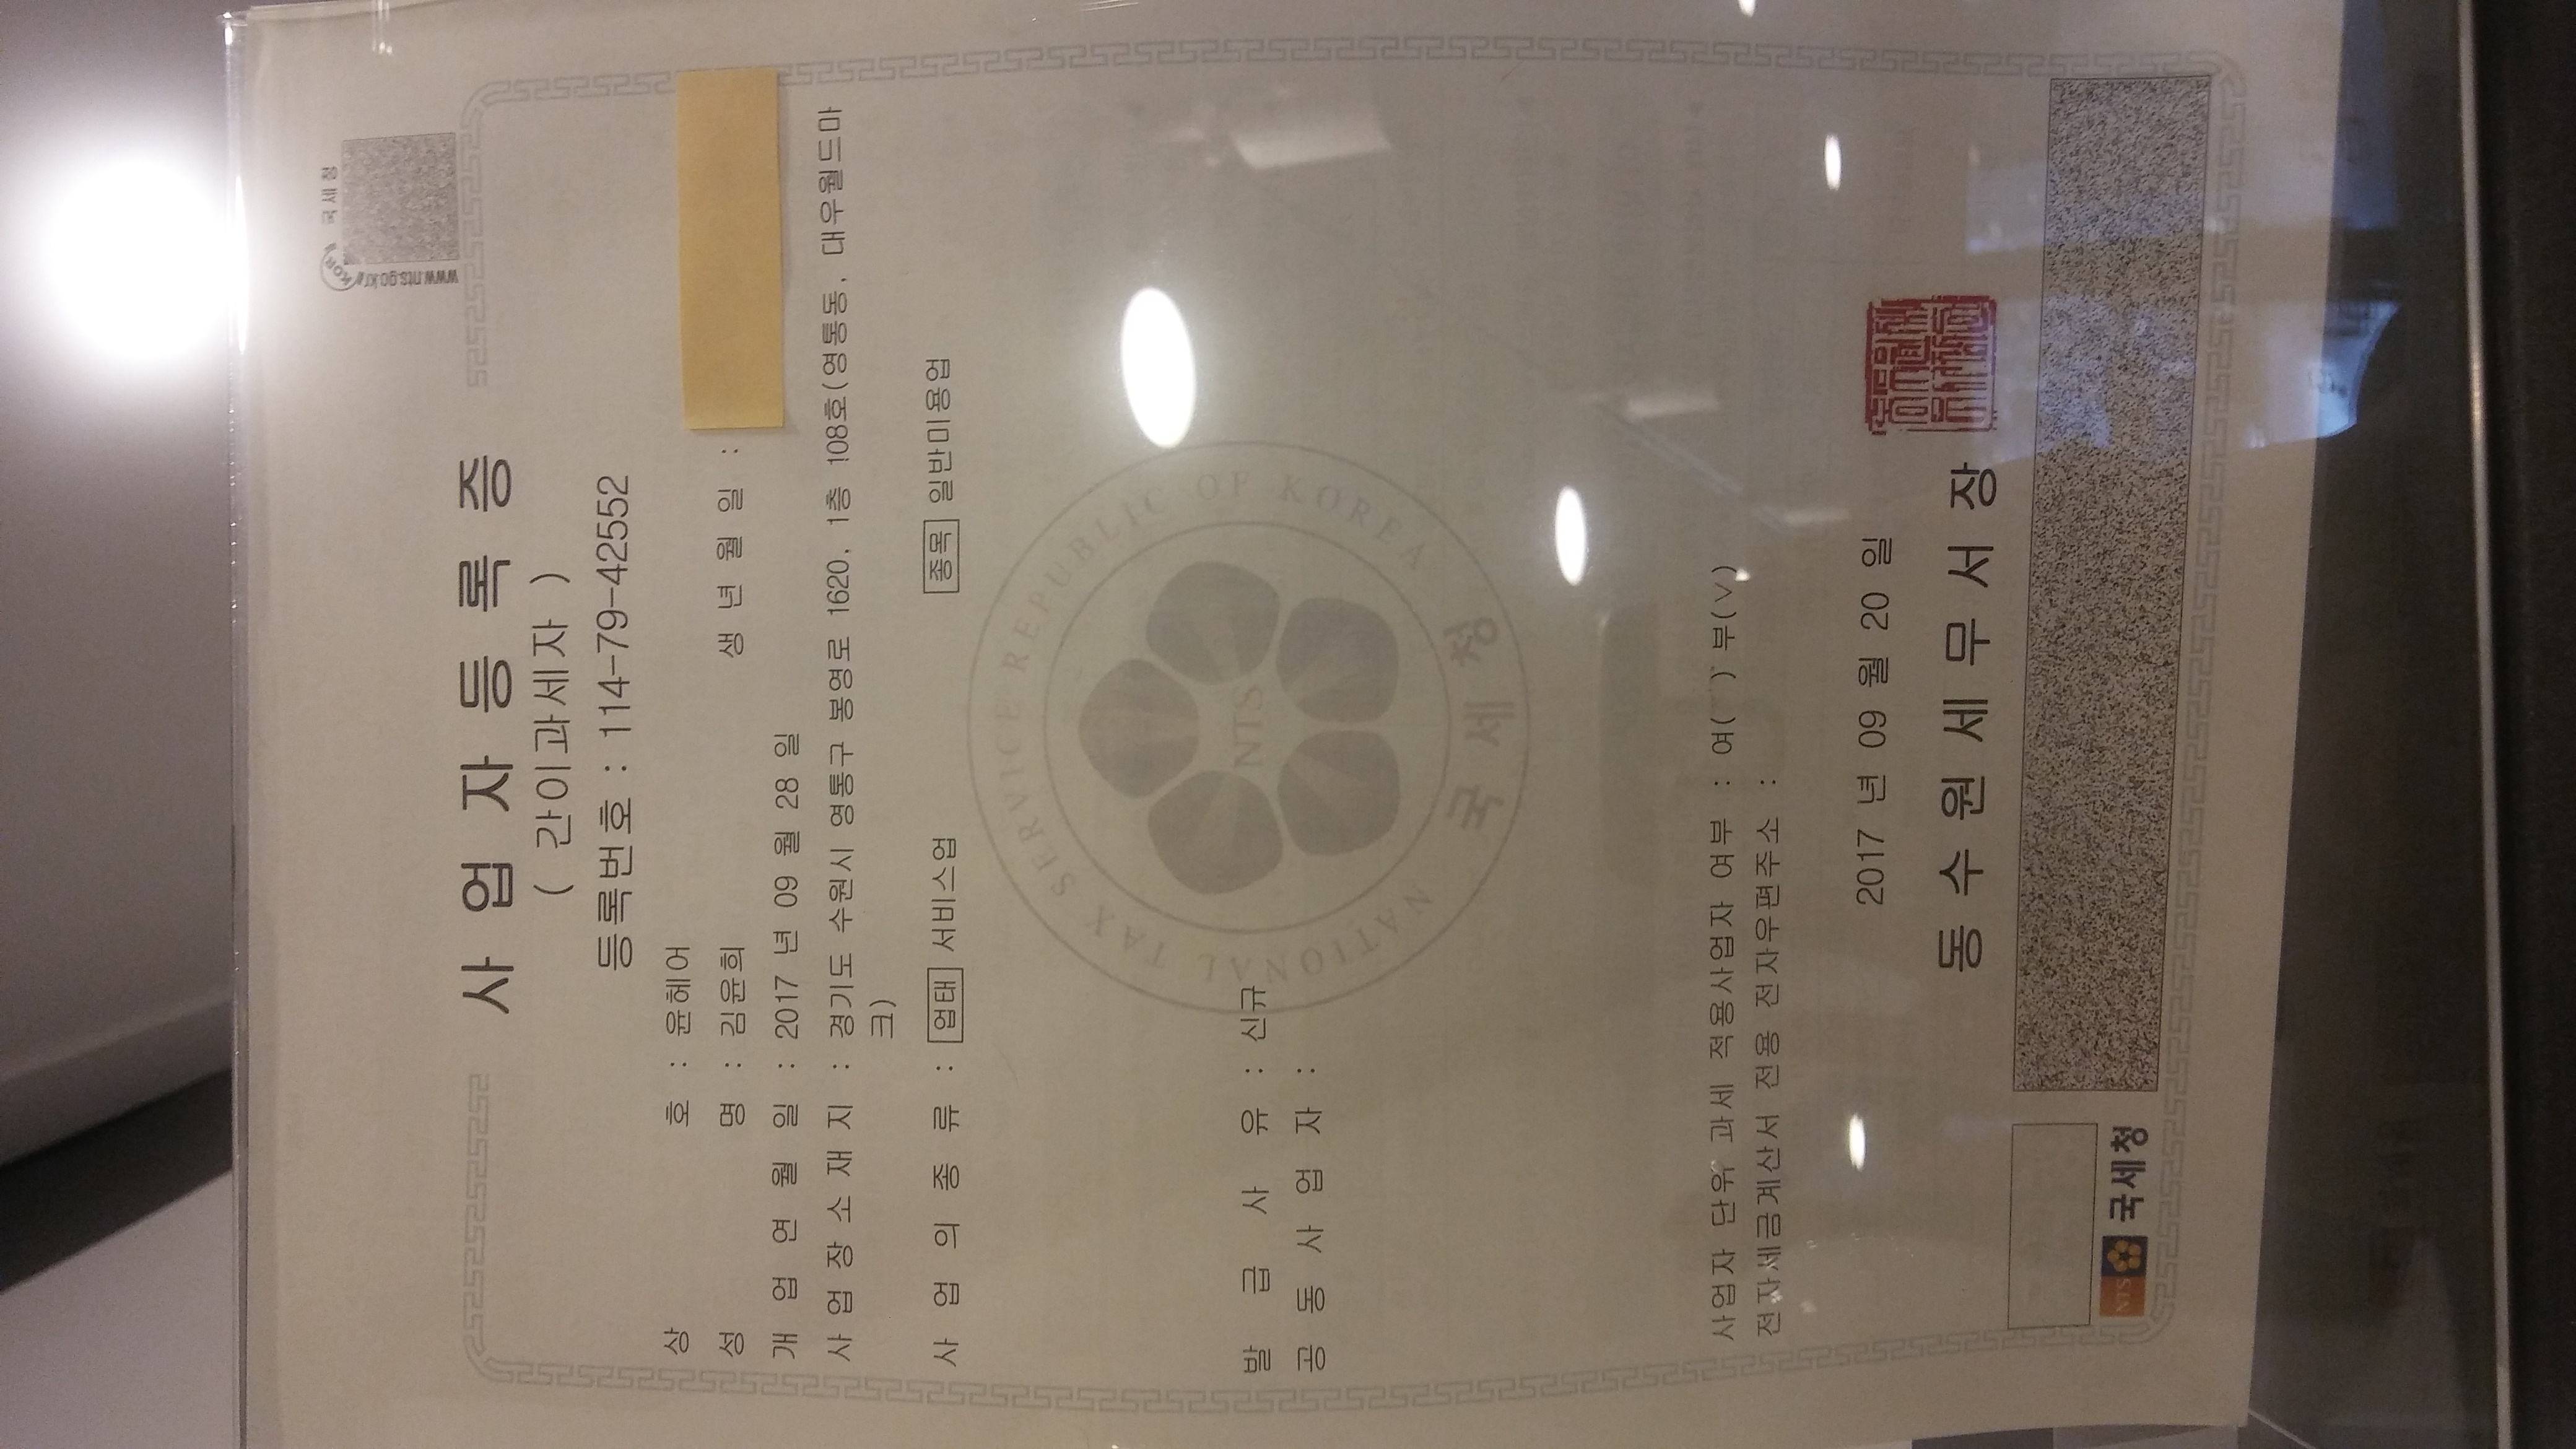 국세청
www.nts.go.kr
사업자등록증
( 간이과세자 )
등록번호 : 114-79-42552
상 호 : 윤헤어
성 명 : 김윤희 생년월일 :
개업연월일 : 2017 년 09 월 28 일
사업장소재지 : 경기도 수원시 영통구 봉영로 1620, 1층 108호(영통동, 대우월드마
크)
사업의종류 : 업태 서비스업 종목 일반미용업
NATIONAL TAX SERVICE REPUBLIC OF KOREA
NTS
국세청
발급사유 : 신규
공동사업자 :
사업자 단위 과세 적용사업자 여부 : 여( ) 부(v)
전자세금계산서 전용 전자우편주소 :
2017 년 09 월 20 일
동수원세무서장
NTS 국세청